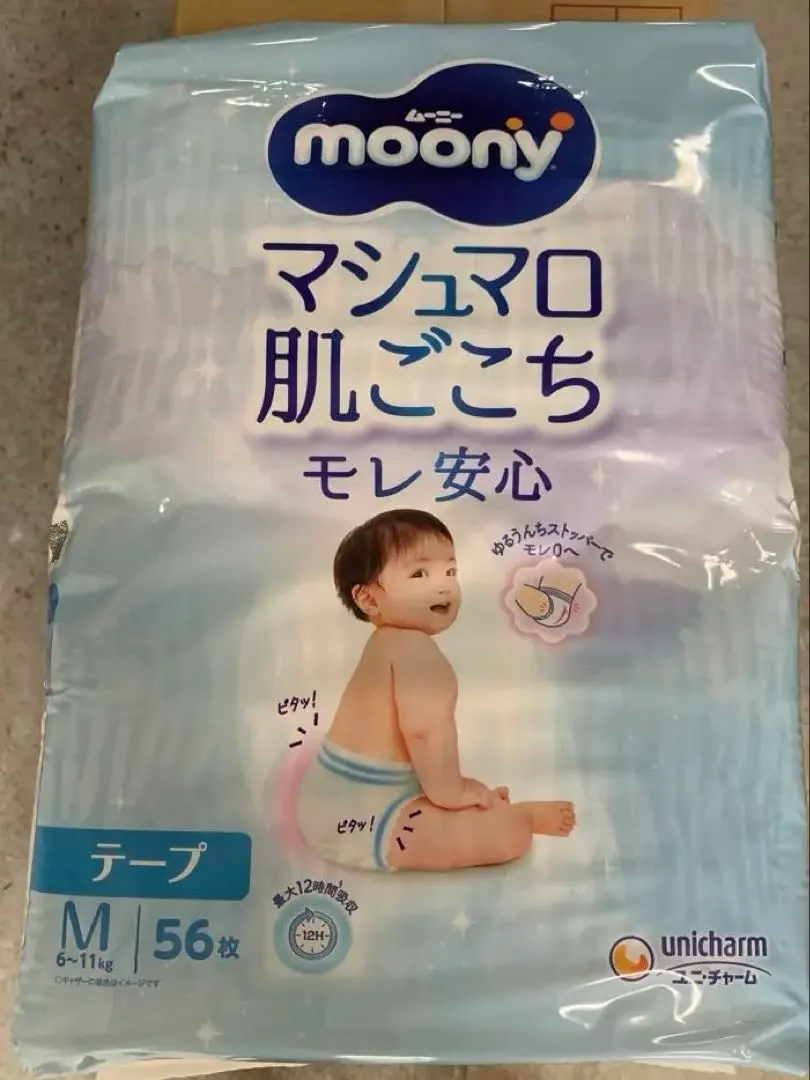 ムーニー
moony
マシュマロ
肌ごこち
モレ安心
ゆるうんちストッパーで
モレ0へ
ピタッ!
ピタッ!
テープ
M
6~11kg
56枚
最大12時間吸収
12H
unicharm
ユニ・チャーム